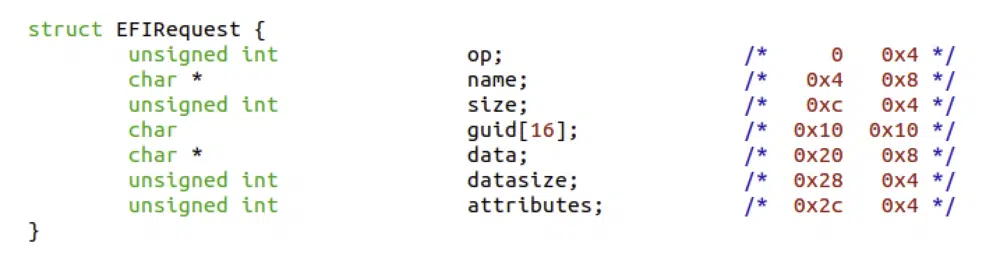 struct EFIRequest {
unsigned int op; /* 0 0x4 */
char * name; /* 0x4 0x8 */
unsigned int size; /* 0xc 0x4 */
char guid[16]; /* 0x10 0x10 */
char * data; /* 0x20 0x8 */
unsigned int datasize; /* 0x28 0x4 */
unsigned int attributes; /* 0x2c 0x4 */
}